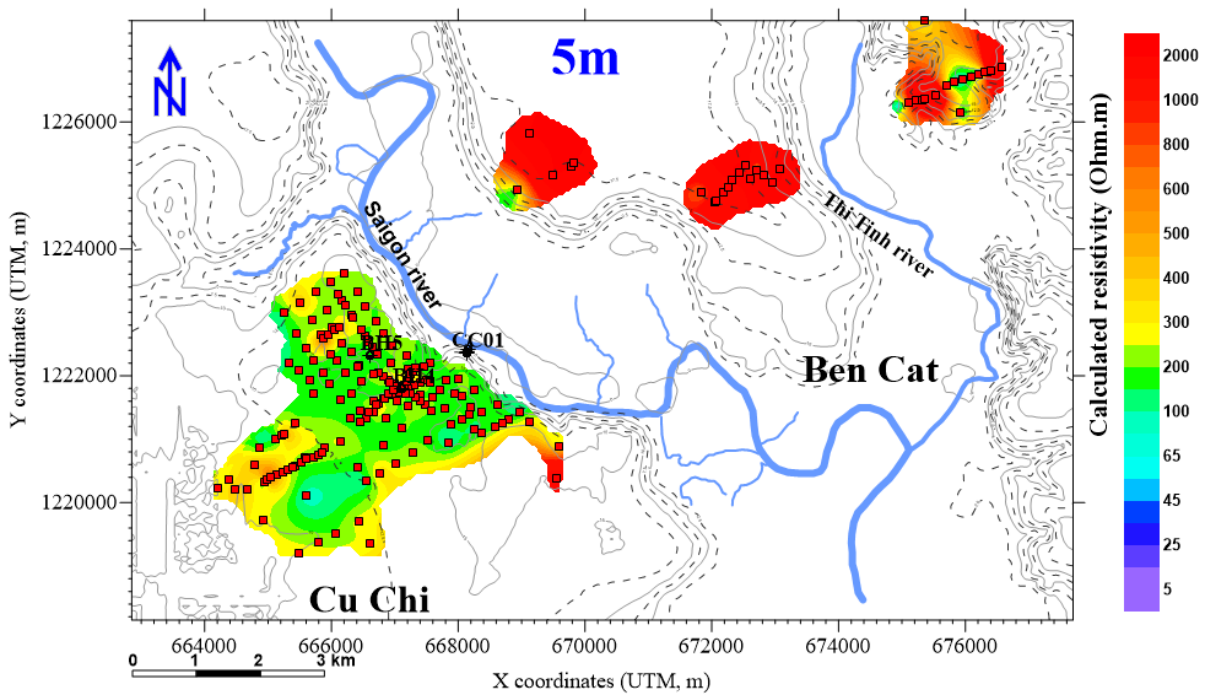 5m
N
2000
1000
800
600
500
400
300
200
100
65
45
25
5
Calculated resistivity (Ohm.m)
1226000
1224000
1222000
1220000
Y coordinates (UTM, m)
Saigon river
Thi Tinh river
BH5
CC01
Ben Cat
Cu Chi
664000
666000
668000
670000
672000
674000
676000
0
1
2
3 km
X coordinates (UTM, m)